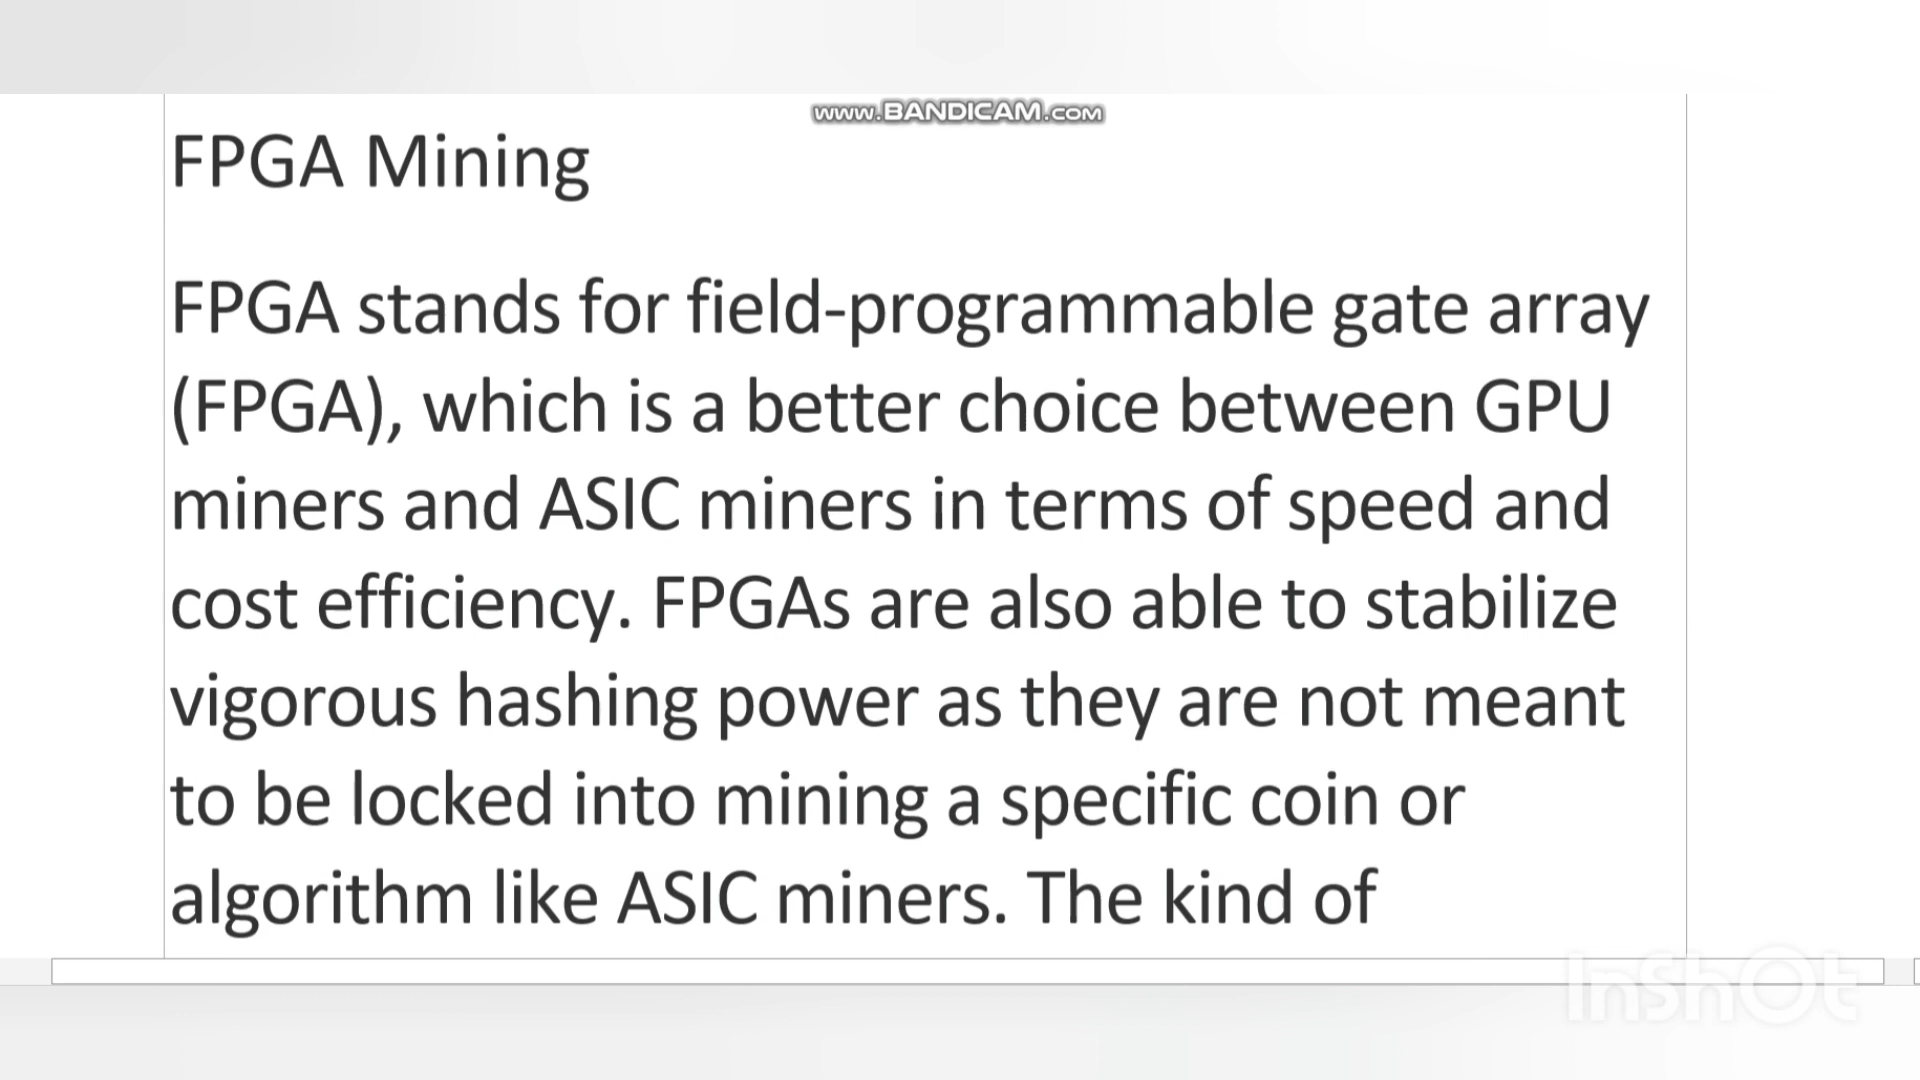 www.BANDICAM.com
FPGA Mining
FPGA stands for field-programmable gate array
(FPGA), which is a better choice between GPU
miners and ASIC miners in terms of speed and
cost efficiency. FPGAs are also able to stabilize
vigorous hashing power as they are not meant
to be locked into mining a specific coin or
algorithm like ASIC miners. The kind of
InShOt